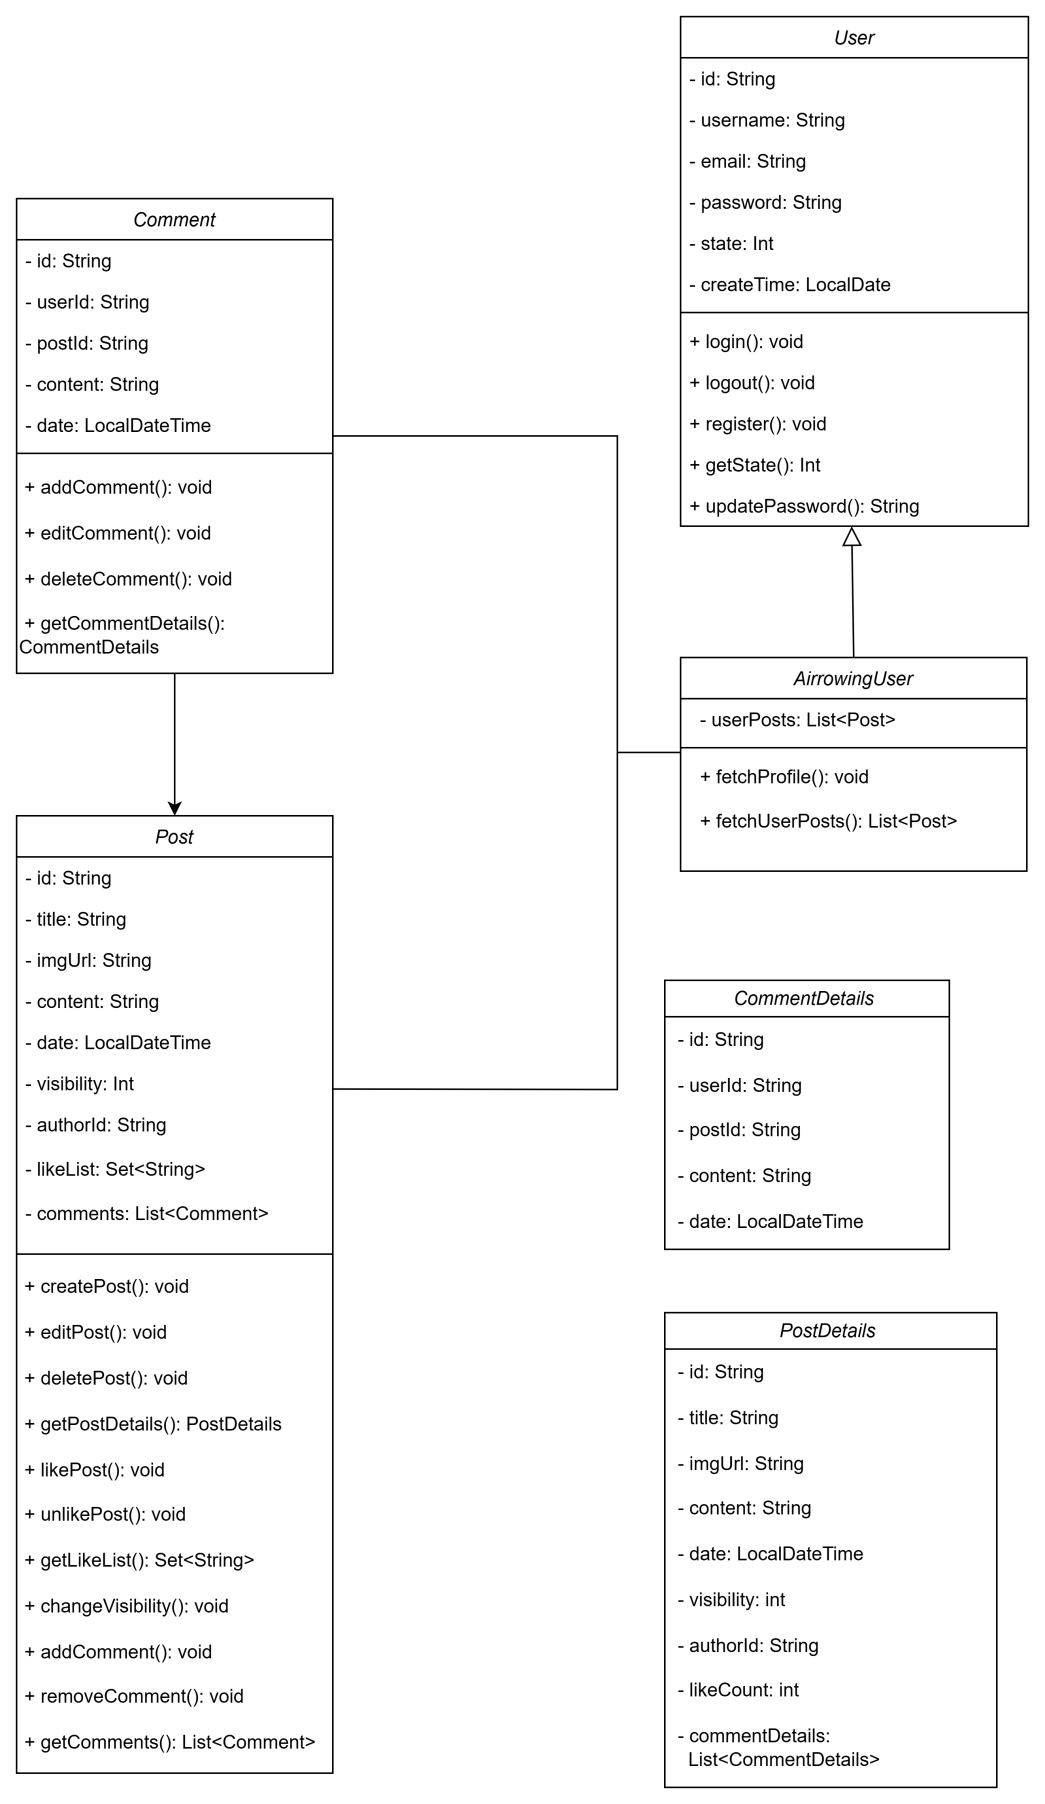 User
- id: String
- username: String
- email: String
- password: String
- state: Int
- createTime: LocalDate
+ login(): void
+ logout(): void
+ register(): void
+ getState(): Int
+ updatePassword(): String
Comment
- id: String
- userId: String
- postId: String
- content: String
- date: LocalDateTime
+ addComment(): void
+ editComment(): void
+ deleteComment(): void
+ getCommentDetails():
CommentDetails
AirrowingUser
- userPosts: List<Post>
+ fetchProfile(): void
+ fetchUserPosts(): List<Post>
Post
- id: String
- title: String
- imgUrl: String
- content: String
- date: LocalDateTime
- visibility: Int
- authorId: String
- likeList: Set<String>
- comments: List<Comment>
+ createPost(): void
+ editPost(): void
+ deletePost(): void
+ getPostDetails(): PostDetails
+ likePost(): void
+ unlikePost(): void
+ getLikeList(): Set<String>
+ changeVisibility(): void
+ addComment(): void
+ removeComment(): void
+ getComments(): List<Comment>
CommentDetails
- id: String
- userId: String
- postId: String
- content: String
- date: LocalDateTime
PostDetails
- id: String
- title: String
- imgUrl: String
- content: String
- date: LocalDateTime
- visibility: int
- authorId: String
- likeCount: int
- commentDetails:
List<CommentDetails>